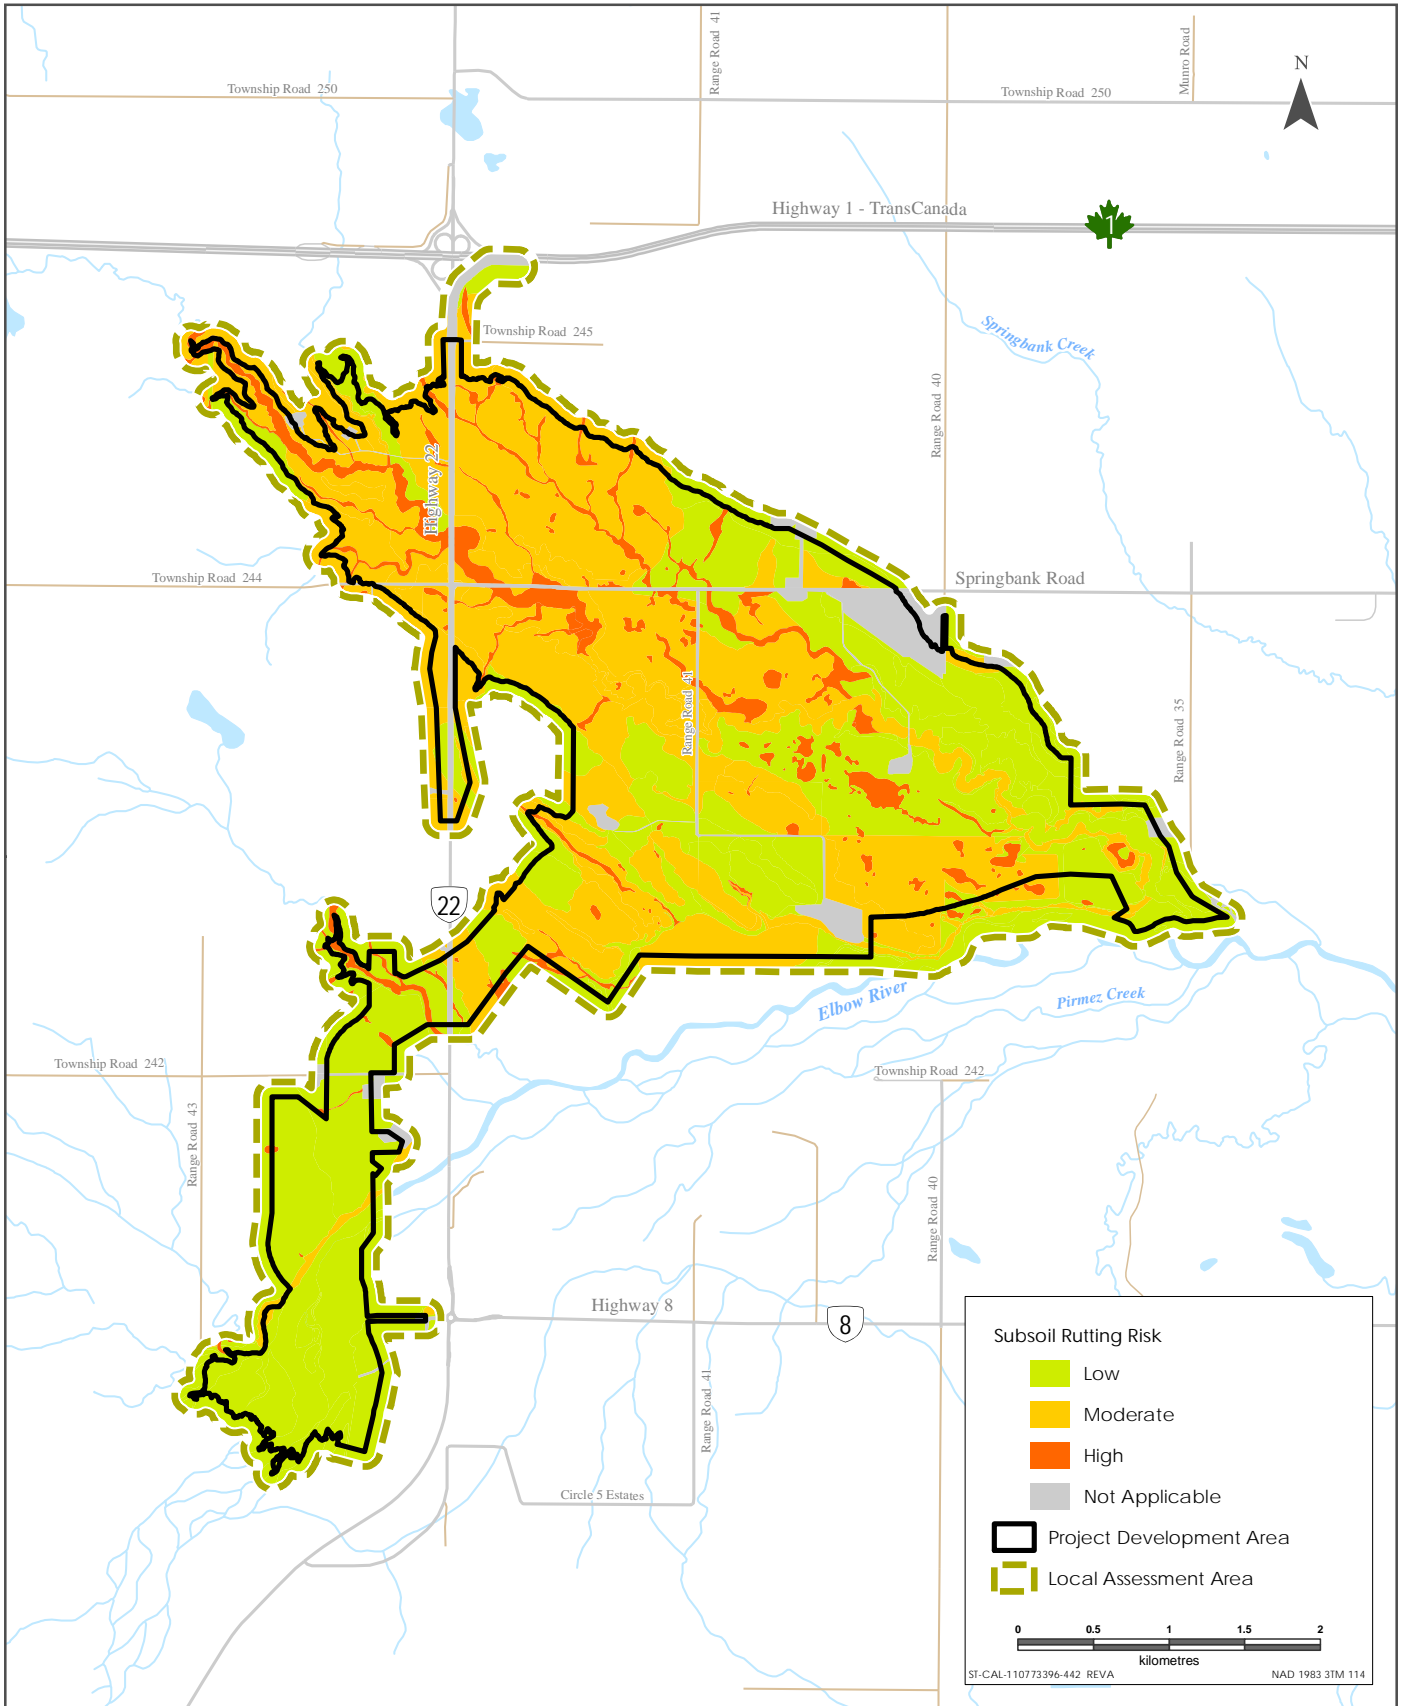 Range Road 41
Munro Road
N
Township Road 250
Township Road 250
Highway 1 - TransCanada
1
Springbank Creek
Township Road 245
Range Road 40
Highway 22
Township Road 244
Springbank Road
Range Road 41
Range Road 35
22
Elbow River
Pirmez Creek
Township Road 242
Township Road 242
Range Road 43
Range Road 40
Highway 8
8
Range Road 41
Circle 5 Estates
Subsoil Rutting Risk
Low
Moderate
High
Not Applicable
Project Development Area
Local Assessment Area
0 0.5 1 1.5 2
kilometres
ST-CAL-110773396-442 REVA
NAD 1983 3TM 114